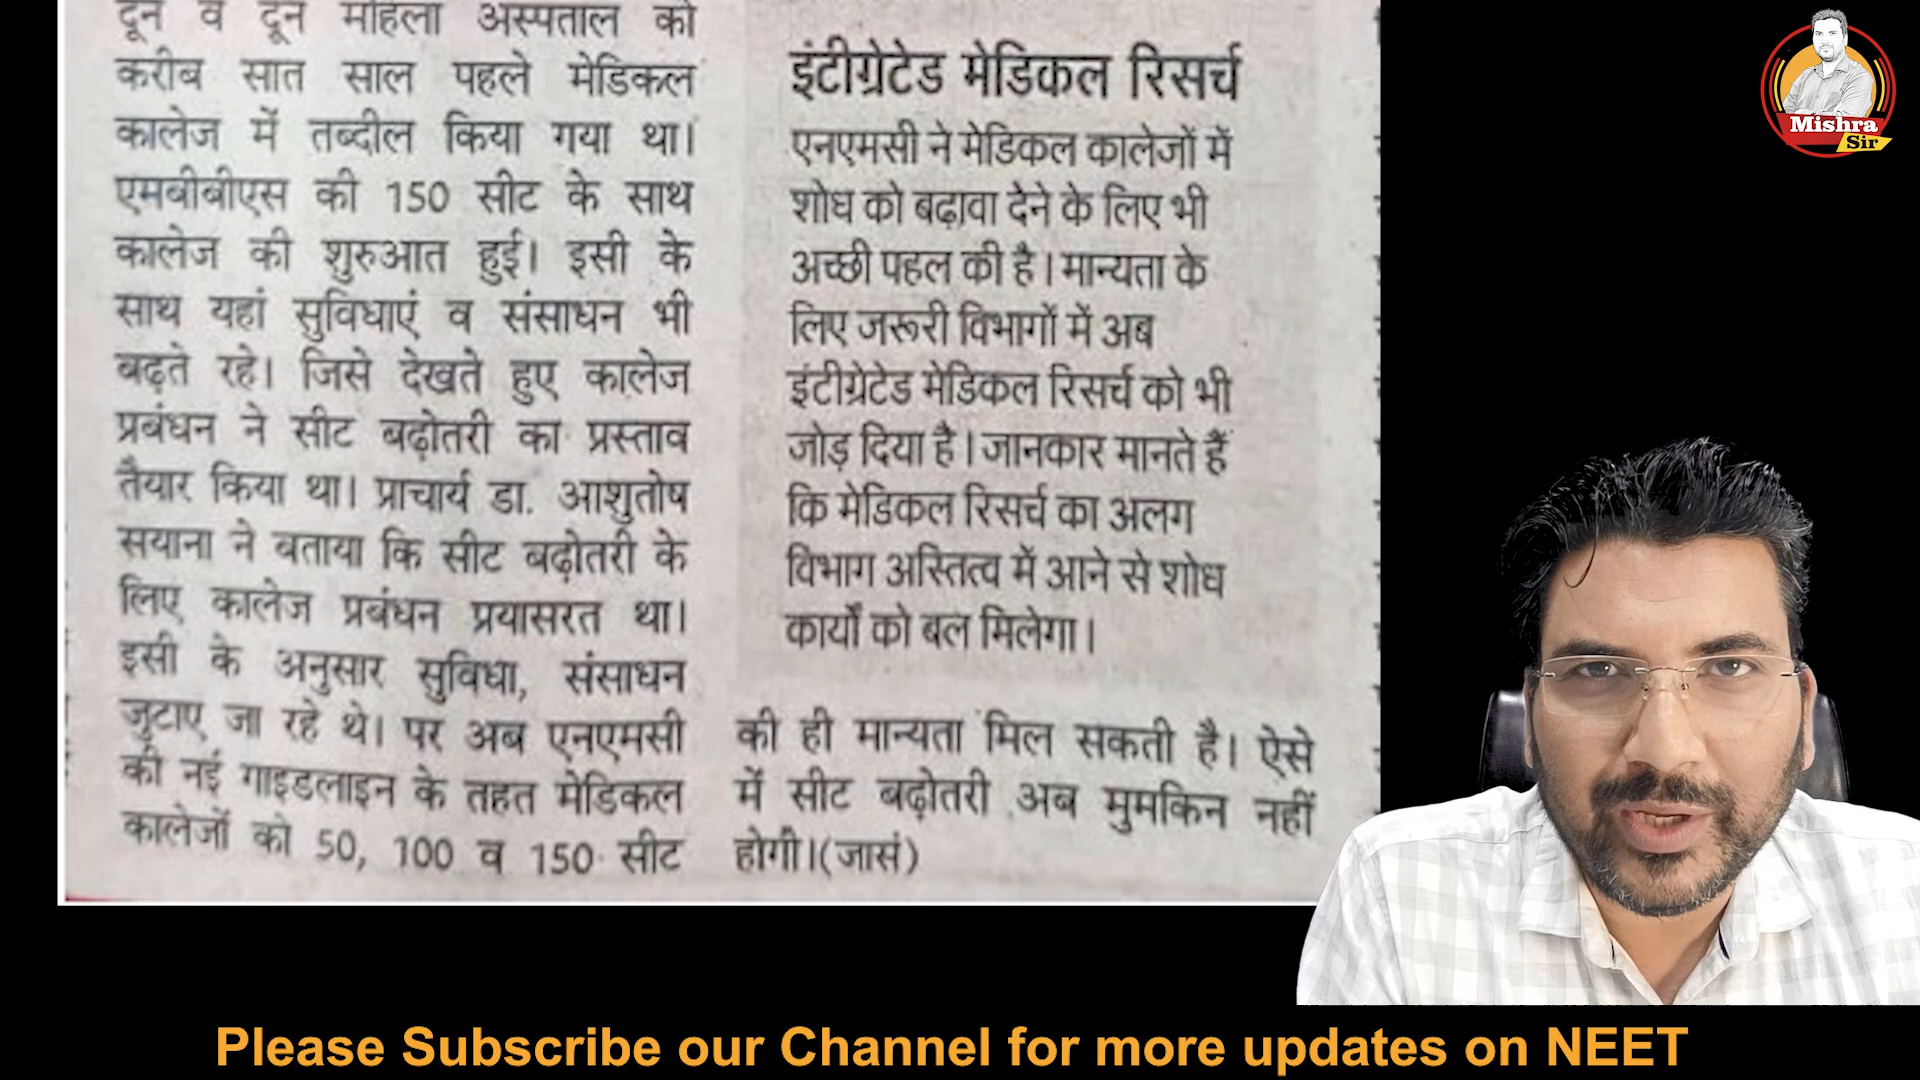 दून व दून महिला अस्पताल को
करीब सात साल पहले मेडिकल
कालेज में तब्दील किया गया था।
एमबीबीएस की 150 सीट के साथ
कालेज की शुरुआत हुई। इसी के
साथ यहां सुविधाएं व संसाधन भी
बढ़ते रहे। जिसे देखते हुए कालेज
प्रबंधन ने सीट बढ़ोतरी का प्रस्ताव
तैयार किया था। प्राचार्य डा. आशुतोष
सयाना ने बताया कि सीट बढ़ोतरी के
लिए कालेज प्रबंधन प्रयासरत था।
इसी के अनुसार सुविधा, संसाधन
जुटाए जा रहे थे। पर अब एनएमसी
की नई गाइडलाइन के तहत मेडिकल
कालेजों को 50, 100 व 150 सीट
इंटीग्रेटेड मेडिकल रिसर्च
एनएमसी ने मेडिकल कालेजों में
शोध को बढ़ावा देने के लिए भी
अच्छी पहल की है। मान्यता के
लिए जरूरी विभागों में अब
इंटीग्रेटेड मेडिकल रिसर्च को भी
जोड़ दिया है। जानकार मानते हैं
कि मेडिकल रिसर्च का अलग
विभाग अस्तित्व में आने से शोध
कार्यों को बल मिलेगा।
की ही मान्यता मिल सकती है। ऐसे
में सीट बढ़ोतरी अब मुमकिन नहीं
होगी।(जासं)
Mishra
Sir
Please Subscribe our Channel for more updates on NEET